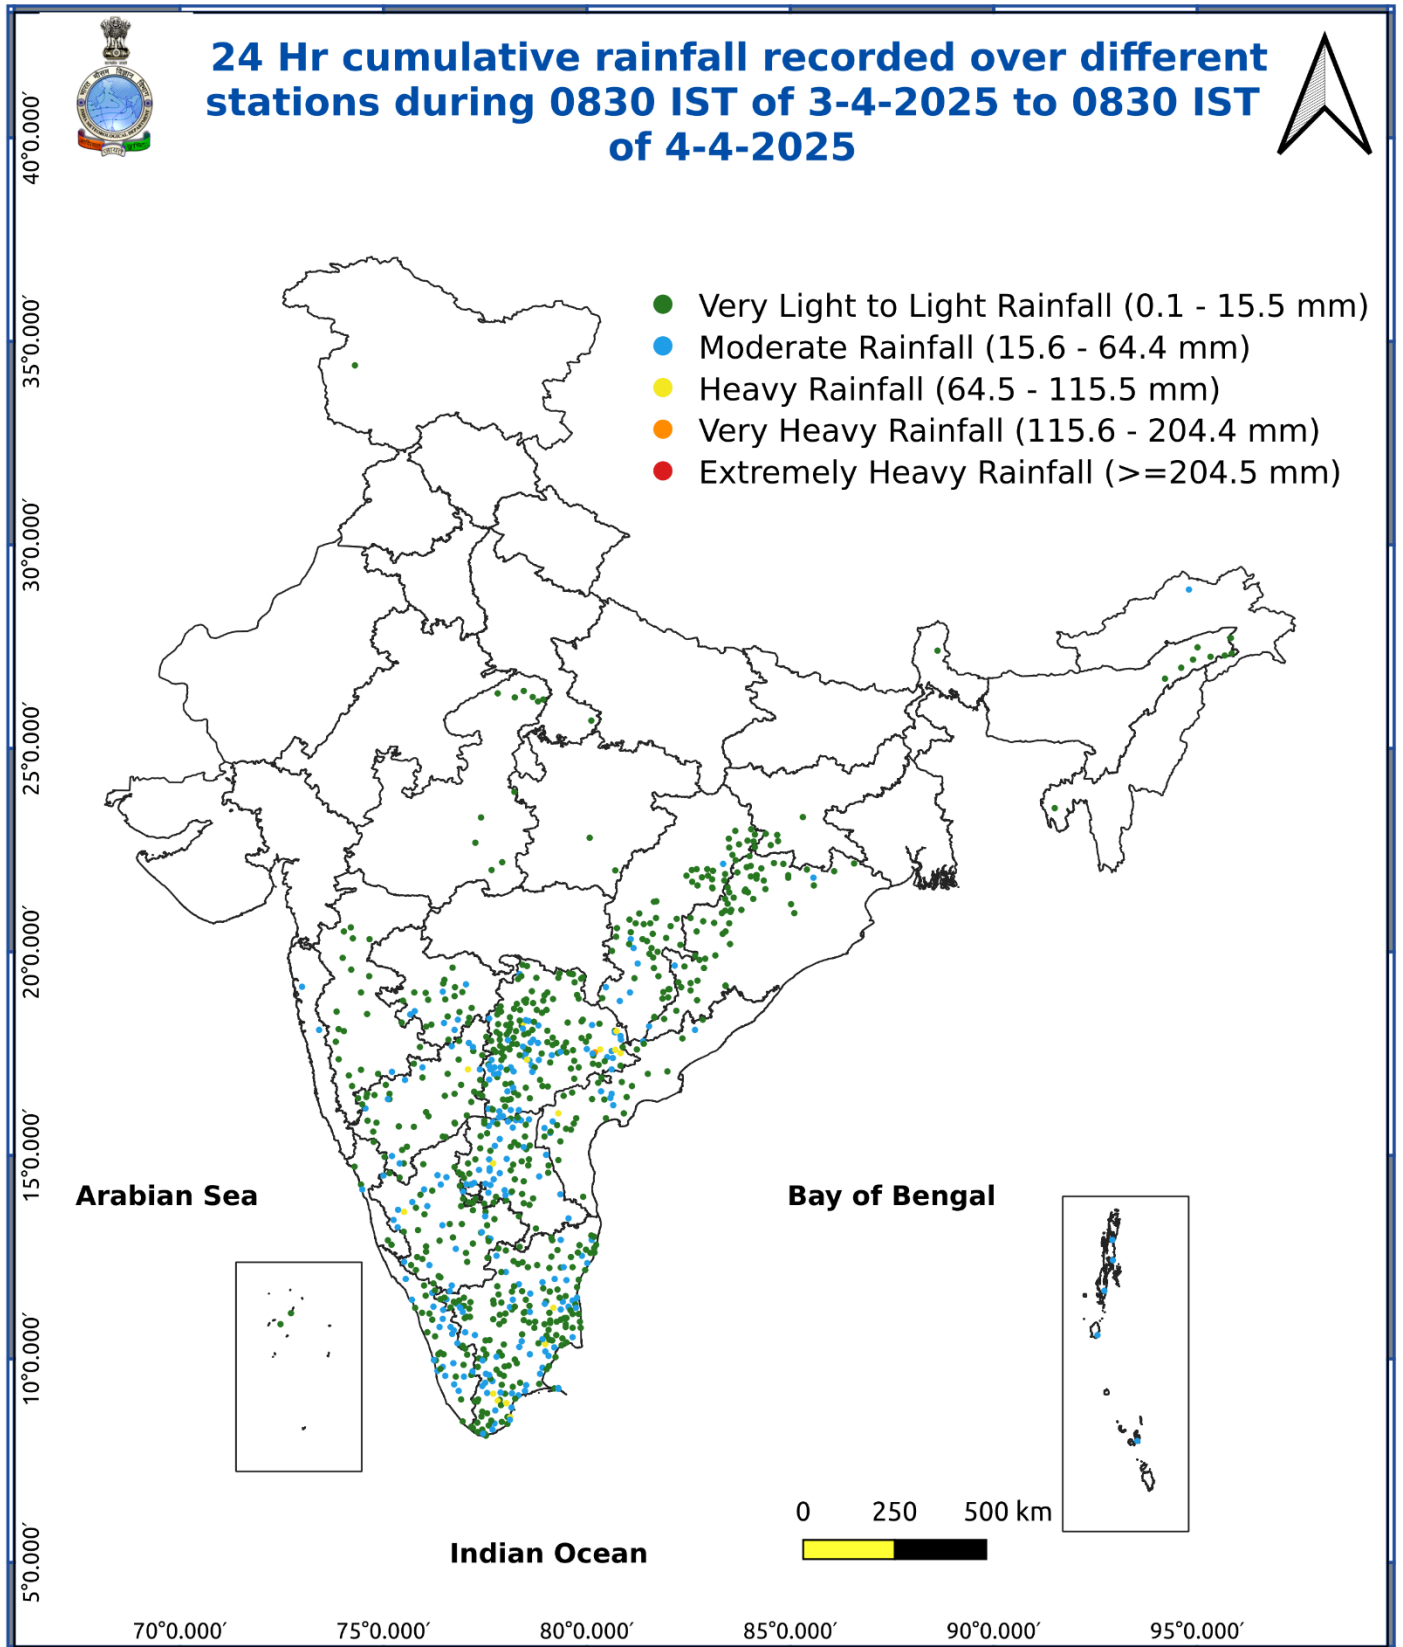 24 Hr cumulative rainfall recorded over different
stations during 0830 IST of 3-4-2025 to 0830 IST
of 4-4-2025
Very Light to Light Rainfall (0.1 - 15.5 mm)
Moderate Rainfall (15.6 - 64.4 mm)
Heavy Rainfall (64.5 - 115.5 mm)
Very Heavy Rainfall (115.6 - 204.4 mm)
Extremely Heavy Rainfall (>=204.5 mm)
40°0.000′
35°0.000′
30°0.000′
25°0.000′
20°0.000′
15°0.000′
10°0.000′
5°0.000′
Arabian Sea
Bay of Bengal
Indian Ocean
0 250 500 km
70°0.000′ 75°0.000′ 80°0.000′ 85°0.000′ 90°0.000′ 95°0.000′